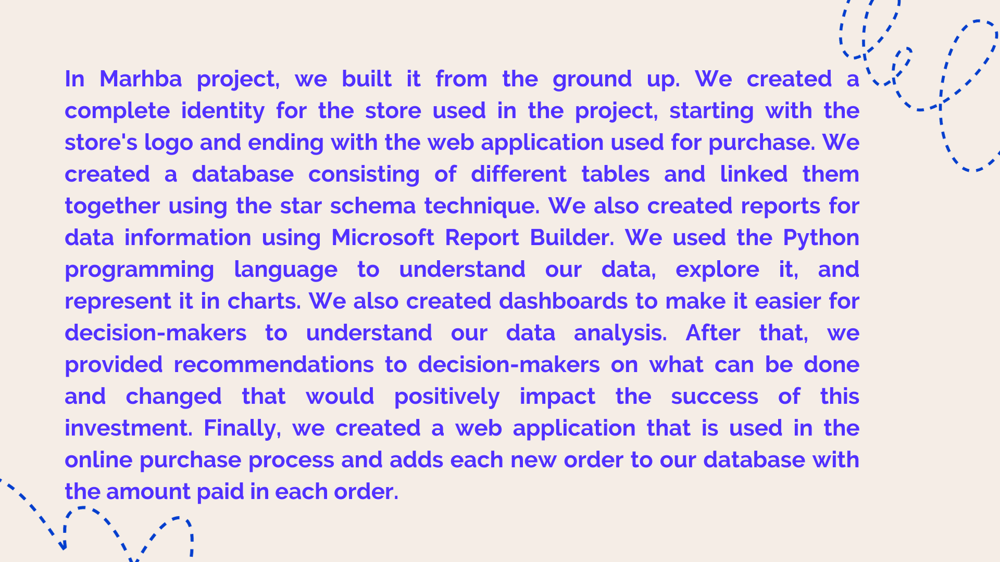 In Marhba project, we built it from the ground up. We created a
complete identity for the store used in the project, starting with the
store's logo and ending with the web application used for purchase. We
created a database consisting of different tables and linked them
together using the star schema technique. We also created reports for
data information using Microsoft Report Builder. We used the Python
programming language to understand our data, explore it, and
represent it in charts. We also created dashboards to make it easier for
decision-makers to understand our data analysis. After that, we
provided recommendations to decision-makers on what can be done
and changed that would positively impact the success of this
investment. Finally, we created a web application that is used in the
online purchase process and adds each new order to our database with
the amount paid in each order.